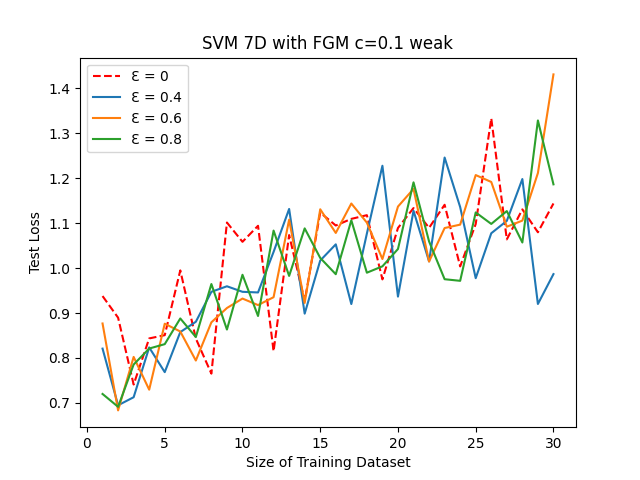 SVM 7D with FGM c=0.1 weak
Ɛ = 0
Ɛ = 0.4
Ɛ = 0.6
Ɛ = 0.8
1.4
1.3
1.2
1.1
1.0
0.9
0.8
0.7
Test Loss
0 5 10 15 20 25 30
Size of Training Dataset